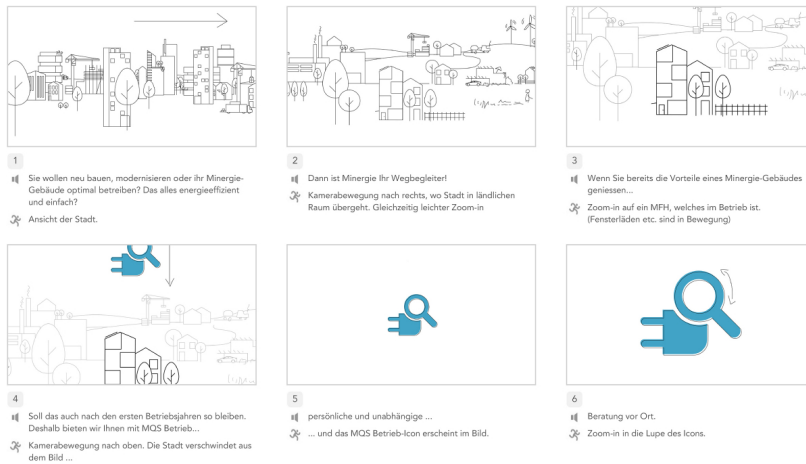 1
Sie wollen neu bauen, modernisieren oder ihr Minergie-
Gebäude optimal betreiben? Das alles energieeffizient
und einfach?
Ansicht der Stadt.
2
Dann ist Minergie Ihr Wegbegleiter!
Kamerabewegung nach rechts, wo Stadt in ländlichen
Raum übergeht. Gleichzeitig leichter Zoom-in
3
Wenn Sie bereits die Vorteile eines Minergie-Gebäudes
geniessen...
Zoom-in auf ein MFH, welches im Betrieb ist.
(Fensterläden etc. sind in Bewegung)
4
Soll das auch nach den ersten Betriebsjahren so bleiben.
Deshalb bieten wir Ihnen mit MQS Betrieb...
Kamerabewegung nach oben. Die Stadt verschwindet aus
dem Bild ...
5
persönliche und unabhängige ...
... und das MQS Betrieb-Icon erscheint im Bild.
6
Beratung vor Ort.
Zoom-in in die Lupe des Icons.